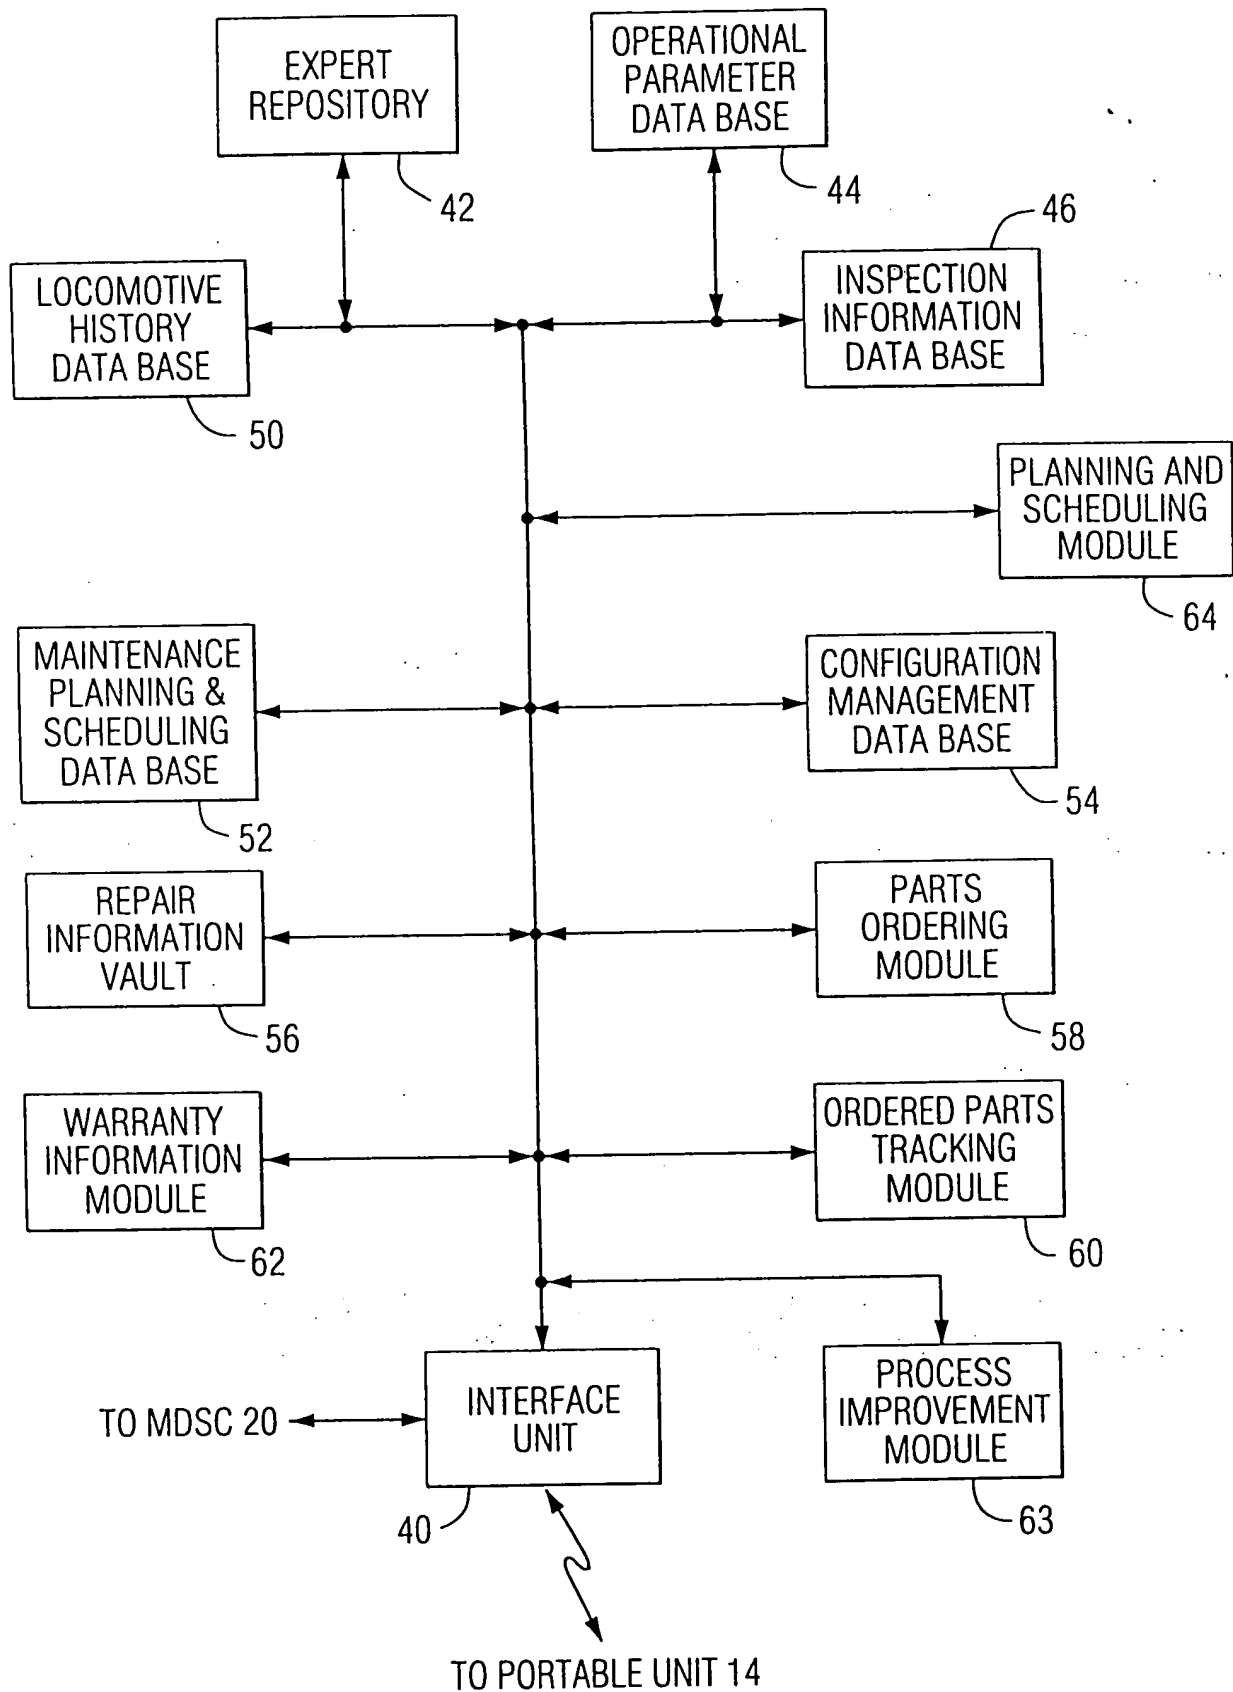 EXPERT
REPOSITORY
42
OPERATIONAL
PARAMETER
DATA BASE
44
46
LOCOMOTIVE
HISTORY
DATA BASE
50
INSPECTION
INFORMATION
DATA BASE
PLANNING AND
SCHEDULING
MODULE
64
MAINTENANCE
PLANNING &
SCHEDULING
DATA BASE
52
CONFIGURATION
MANAGEMENT
DATA BASE
54
REPAIR
INFORMATION
VAULT
56
PARTS
ORDERING
MODULE
58
WARRANTY
INFORMATION
MODULE
62
ORDERED PARTS
TRACKING
MODULE
60
TO MDSC 20
INTERFACE
UNIT
40
PROCESS
IMPROVEMENT
MODULE
63
TO PORTABLE UNIT 14